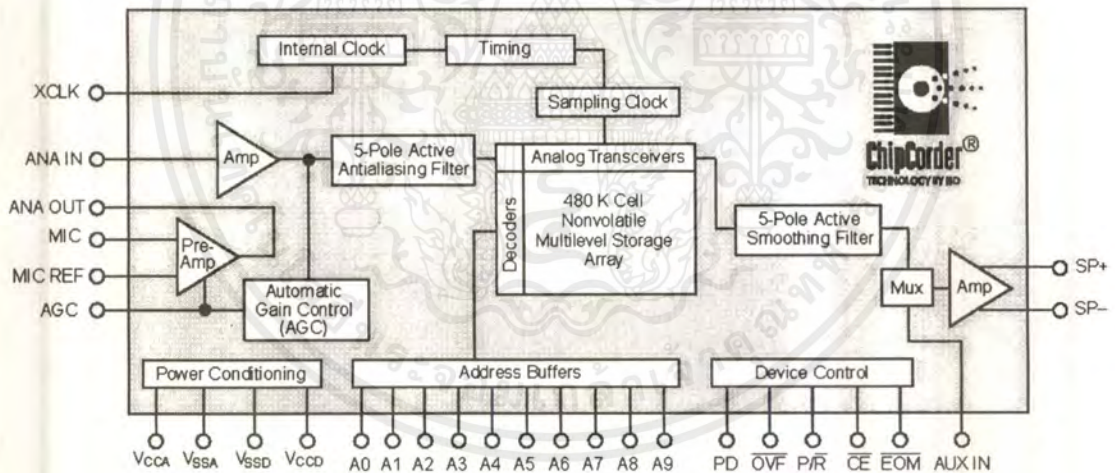 Internal Clock
Timing
XCLK
Sampling Clock
ChipCorder®
TECHNOLOGY BY ISD
ANA IN
Amp
5-Pole Active
Antialiasing Filter
Analog Transceivers
Decoders
480 K Cell
Nonvolatile
Multilevel Storage
Array
ANA OUT
MIC
Pre-
Amp
MIC REF
AGC
Automatic
Gain Control
(AGC)
5-Pole Active
Smoothing Filter
Mux
Amp
SP+
SP–
Power Conditioning
Address Buffers
Device Control
VCCA VSSA VSSD VCCD A0 A1 A2 A3 A4 A5 A6 A7 A8 A9 PD O̅V̅F̅ P/R̅ C̅E̅ E̅O̅M̅ AUX IN